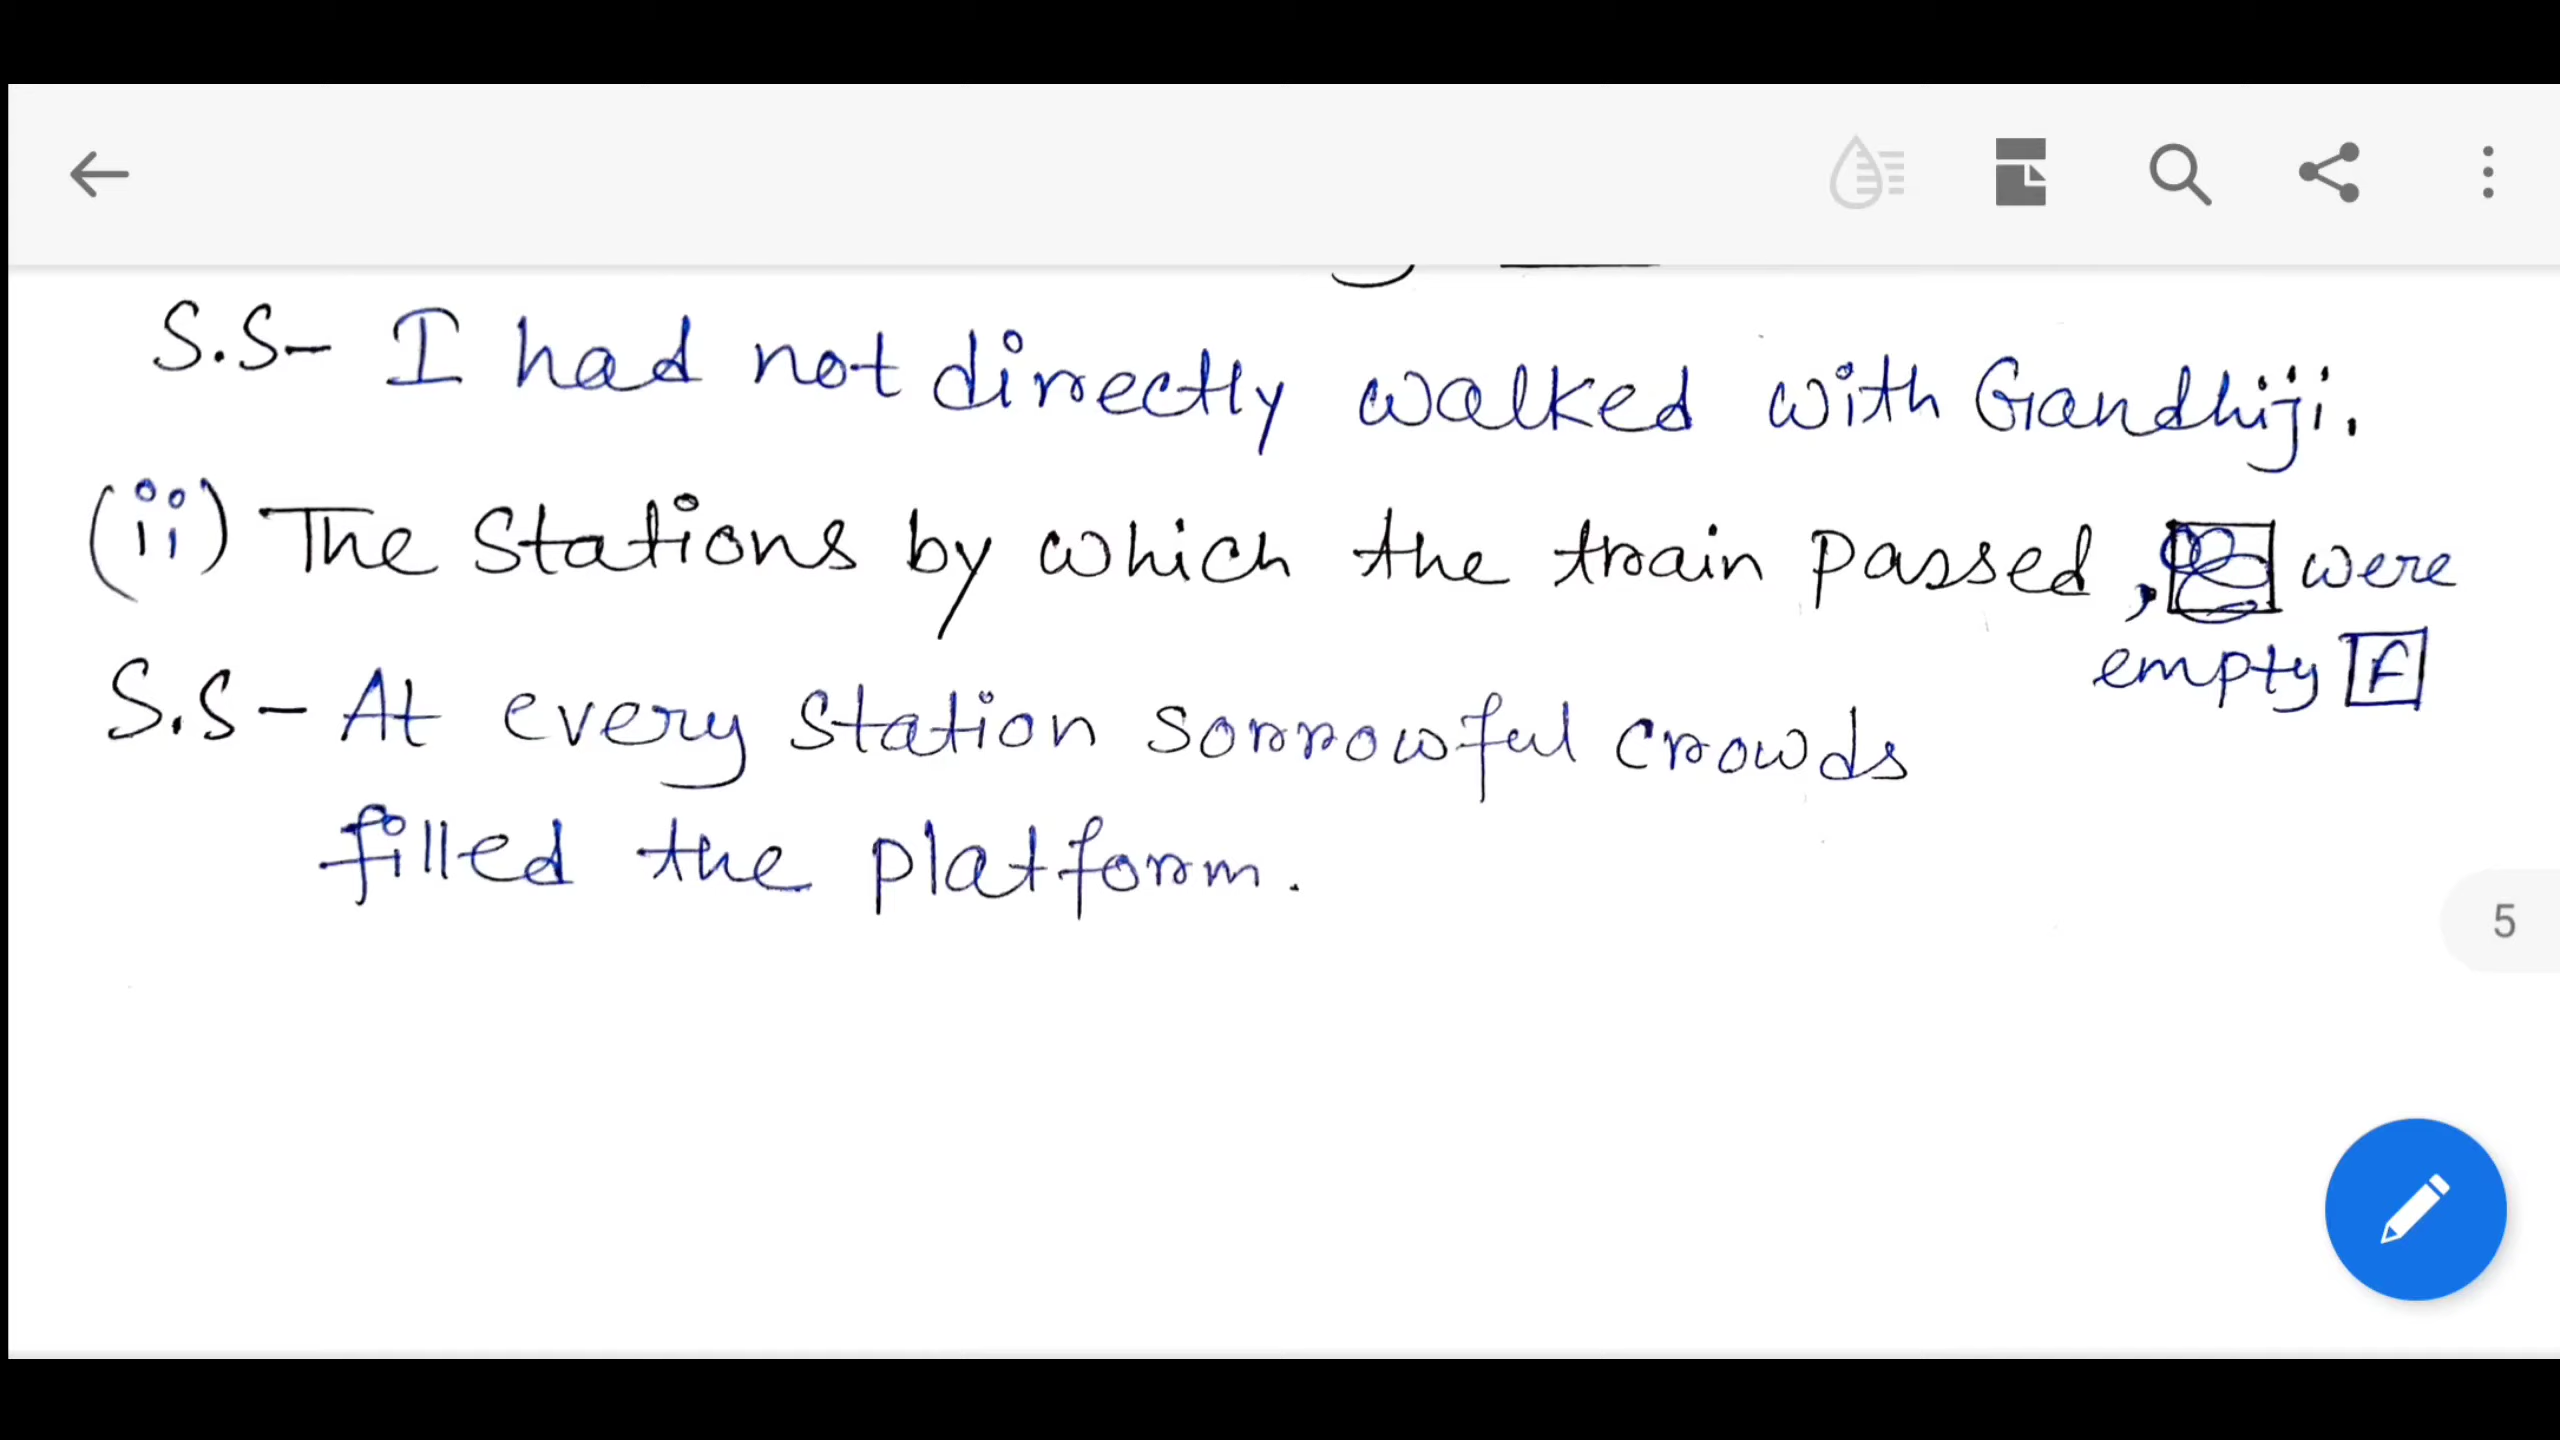 S.S- I had not directly walked with Gandhiji.
(ii) The Stations by which the train passed, were
empty F
S.S - At every station sorrowful crowds
filled the platform.
5